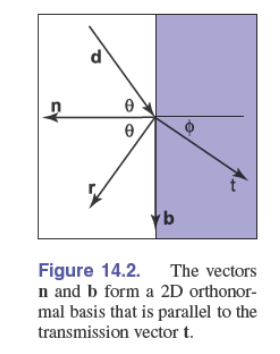 d
n
θ
θ
ϕ
r
t
b
Figure 14.2. The vectors
n and b form a 2D orthonor-
mal basis that is parallel to the
transmission vector t.